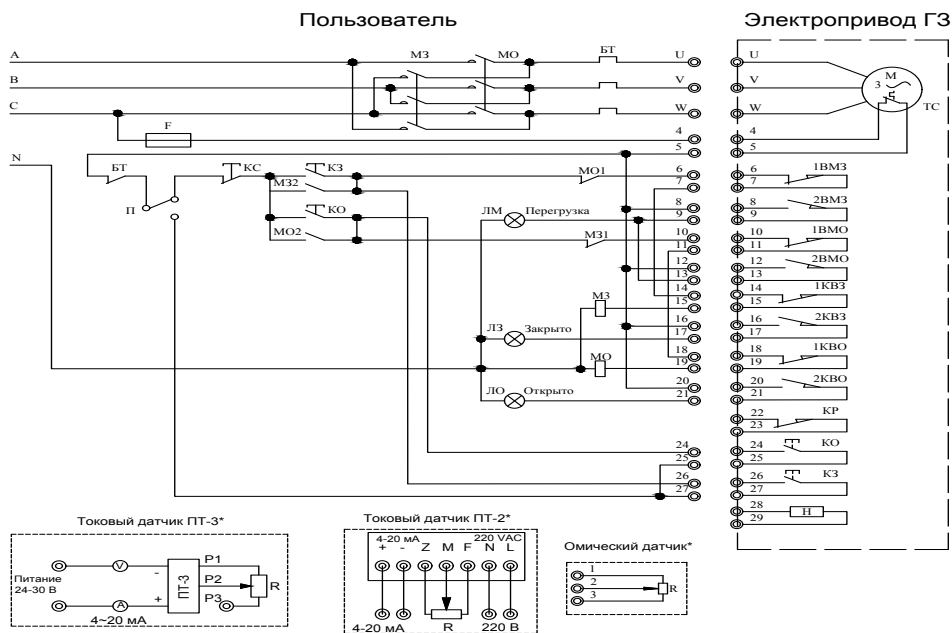 Пользователь
Электропривод ГЗ
A
МЗ
МО
БТ
U
U
B
V
V
М
3
C
W
W
ТС
F
4
4
N
5
5
БТ
КС
КЗ
МО1
6
6
1ВМЗ
МЗ2
7
7
П
КО
ЛМ
Перегрузка
8
8
2ВМЗ
9
9
МО2
МЗ1
10
10
1ВМО
11
11
12
12
2ВМО
13
13
МЗ
14
14
1КВЗ
15
15
ЛЗ
Закрыто
16
16
2КВЗ
17
17
МО
18
18
1КВО
19
19
ЛО
Открыто
20
20
2КВО
21
21
22
КР
23
24
24
КО
25
25
26
26
КЗ
27
27
28
Н
29
Токовый датчик ПТ-3*
Питание
24-30 В
V
A
-
+
ПТ-3
P1
P2
P3
R
4~20 мА
Токовый датчик ПТ-2*
4-20 мА
220 VAC
+ - Z M F N L
4-20 мА
R
220 В
Омический датчик*
1
2
3
R